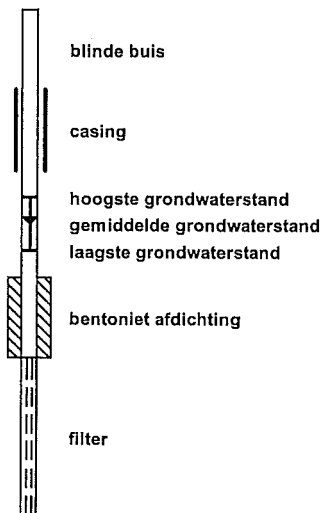 blinde buis
casing
hoogste grondwaterstand
gemiddelde grondwaterstand
laagste grondwaterstand
bentoniet afdichting
filter